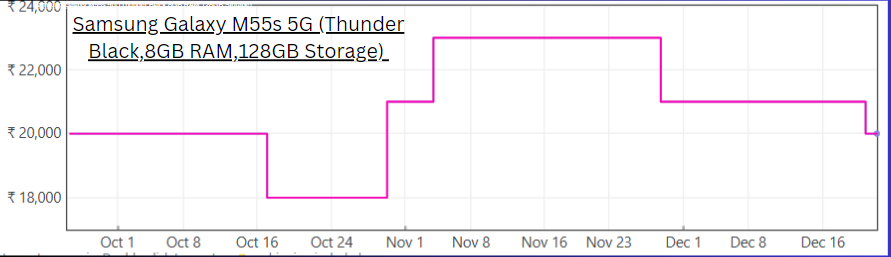 ₹ 24,000
Samsung Galaxy M55s 5G (Thunder
Black,8GB RAM,128GB Storage)
₹ 22,000
₹ 20,000
₹ 18,000
Oct 1 Oct 8 Oct 16 Oct 24 Nov 1 Nov 8 Nov 16 Nov 23 Dec 1 Dec 8 Dec 16